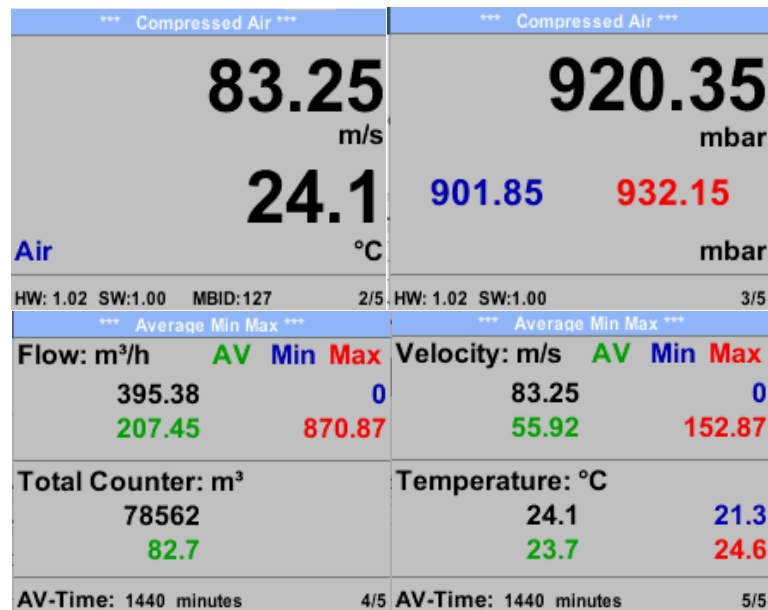 *** Compressed Air ***
83.25
m/s
24.1
Air °C
HW: 1.02 SW:1.00 MBID:127 2/5
*** Compressed Air ***
920.35
mbar
901.85 932.15
mbar
HW: 1.02 SW:1.00 3/5
*** Average Min Max ***
Flow: m³/h AV Min Max
395.38 0
207.45 870.87
Total Counter: m³
78562
82.7
AV-Time: 1440 minutes 4/5
*** Average Min Max ***
Velocity: m/s AV Min Max
83.25 0
55.92 152.87
Temperature: °C
24.1 21.3
23.7 24.6
AV-Time: 1440 minutes 5/5